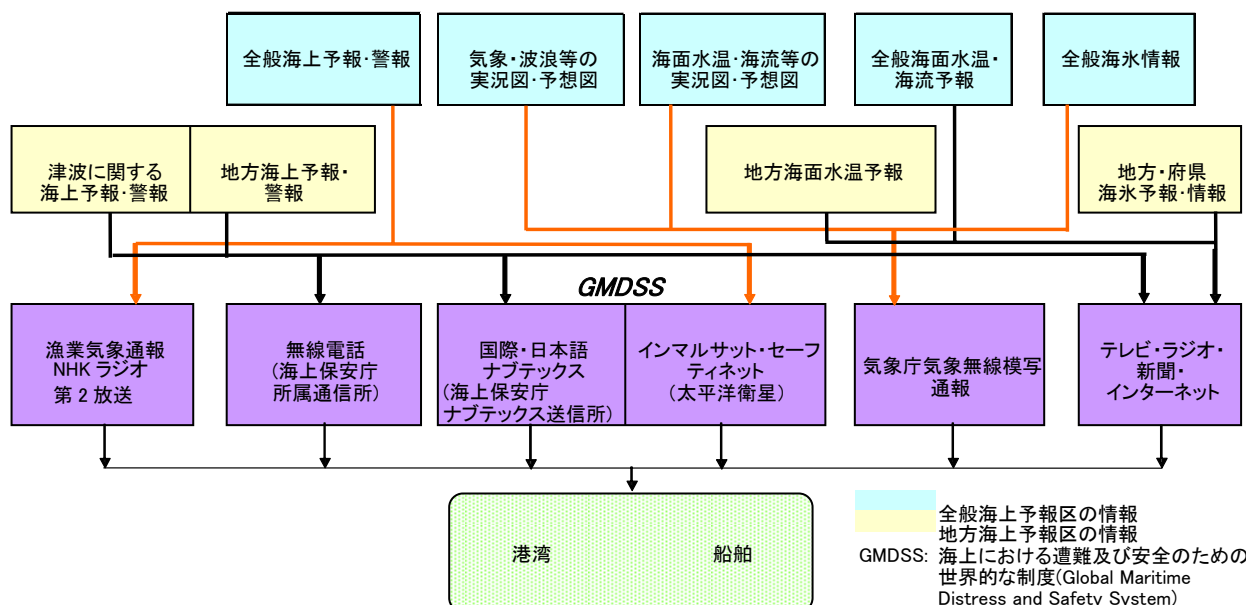 全般海上予報・警報
気象・波浪等の
実況図・予想図
海面水温・海流等の
実況図・予想図
全般海面水温・
海流予報
全般海氷情報
津波に関する
海上予報・警報
地方海上予報・
警報
地方海面水温予報
地方・府県
海氷予報・情報
GMDSS
漁業気象通報
NHK ラジオ
第 2 放送
無線電話
(海上保安庁
所属通信所)
国際・日本語
ナブテックス
(海上保安庁
ナブテックス送信所)
インマルサット・セーフ
ティネット
(太平洋衛星)
気象庁気象無線模写
通報
テレビ・ラジオ・
新聞・
インターネット
港湾
船舶
全般海上予報区の情報
地方海上予報区の情報
GMDSS: 海上における遭難及び安全のための
世界的な制度(Global Maritime
Distress and Safety System)